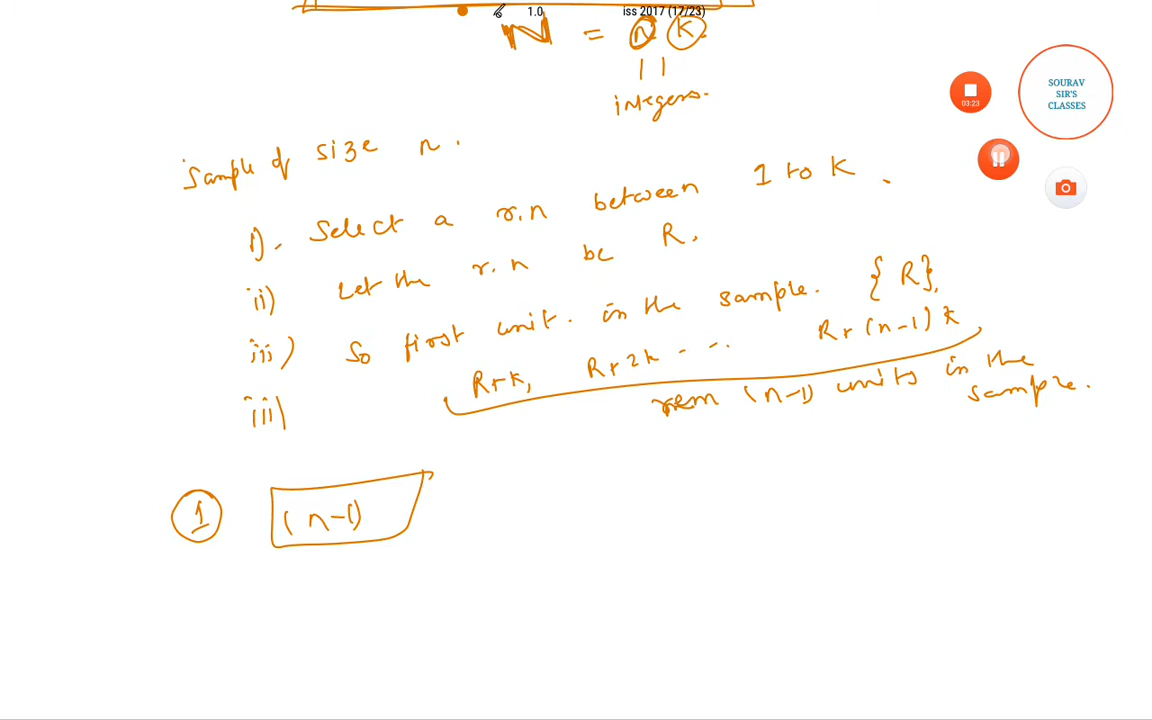 1.0 iss 2017 (17/23)
N = n k.
integers.
SOURAV
SIR'S
CLASSES
03:23
Sample of size n.
i). Select a r.n between 1 to K.
ii) Let the r.n be R.
iii) So first unit. in the sample. {R},
iii) R+k, R+2k - -. R+(n-1)k
rem (n-1) units in the sample.
1 (n-1)